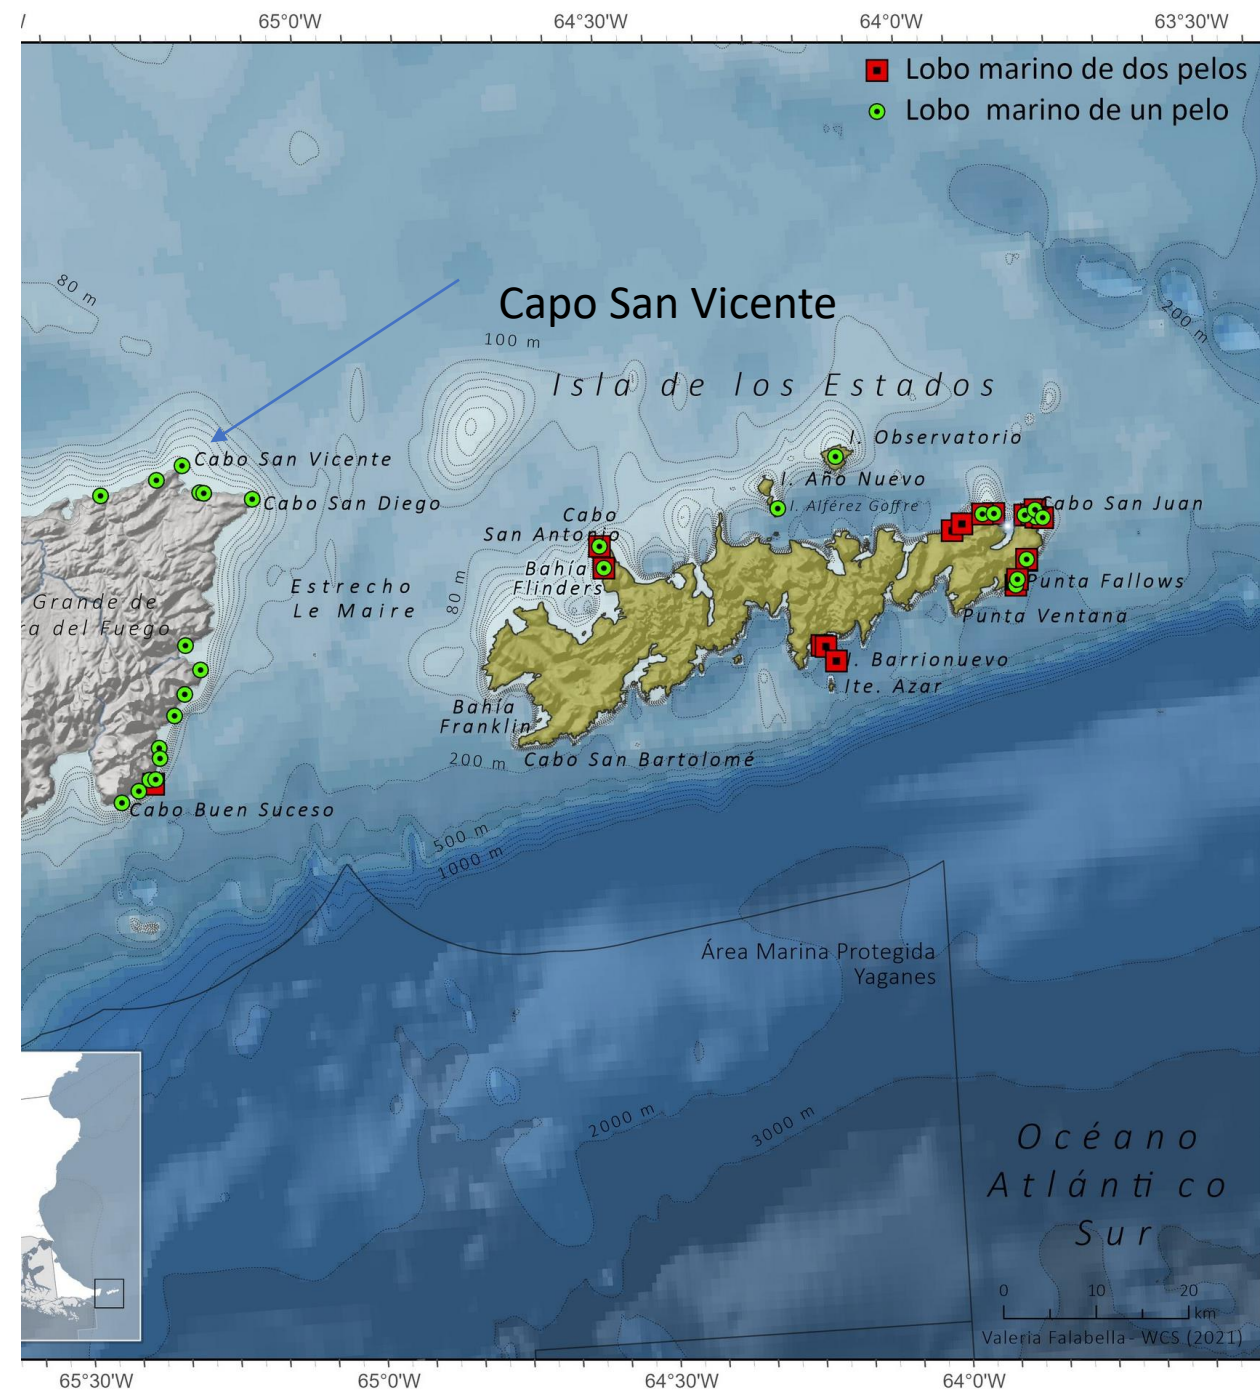 65°0'W
64°30'W
64°0'W
63°30'W
Lobo marino de dos pelos
Lobo marino de un pelo
80 m
Capo San Vicente
200 m
100 m
Isla de los Estados
I. Observatorio
Cabo San Vicente
I. Año Nuevo
Cabo San Diego
I. Alférez Goffre
Cabo San Juan
Cabo
San Antonio
Bahía
Flinders
Estrecho
Le Maire
80 m
Punta Fallows
Grande de
ra del Fuego
Punta Ventana
I. Barrionuevo
Ite. Azar
Bahía
Franklin
200 m
Cabo San Bartolomé
Cabo Buen Suceso
500 m
1000 m
Área Marina Protegida
Yaganes
2000 m
3000 m
Océano
Atlántico
Sur
0 10 20
km
Valeria Falabella - WCS (2021)
65°30'W
65°0'W
64°30'W
64°0'W